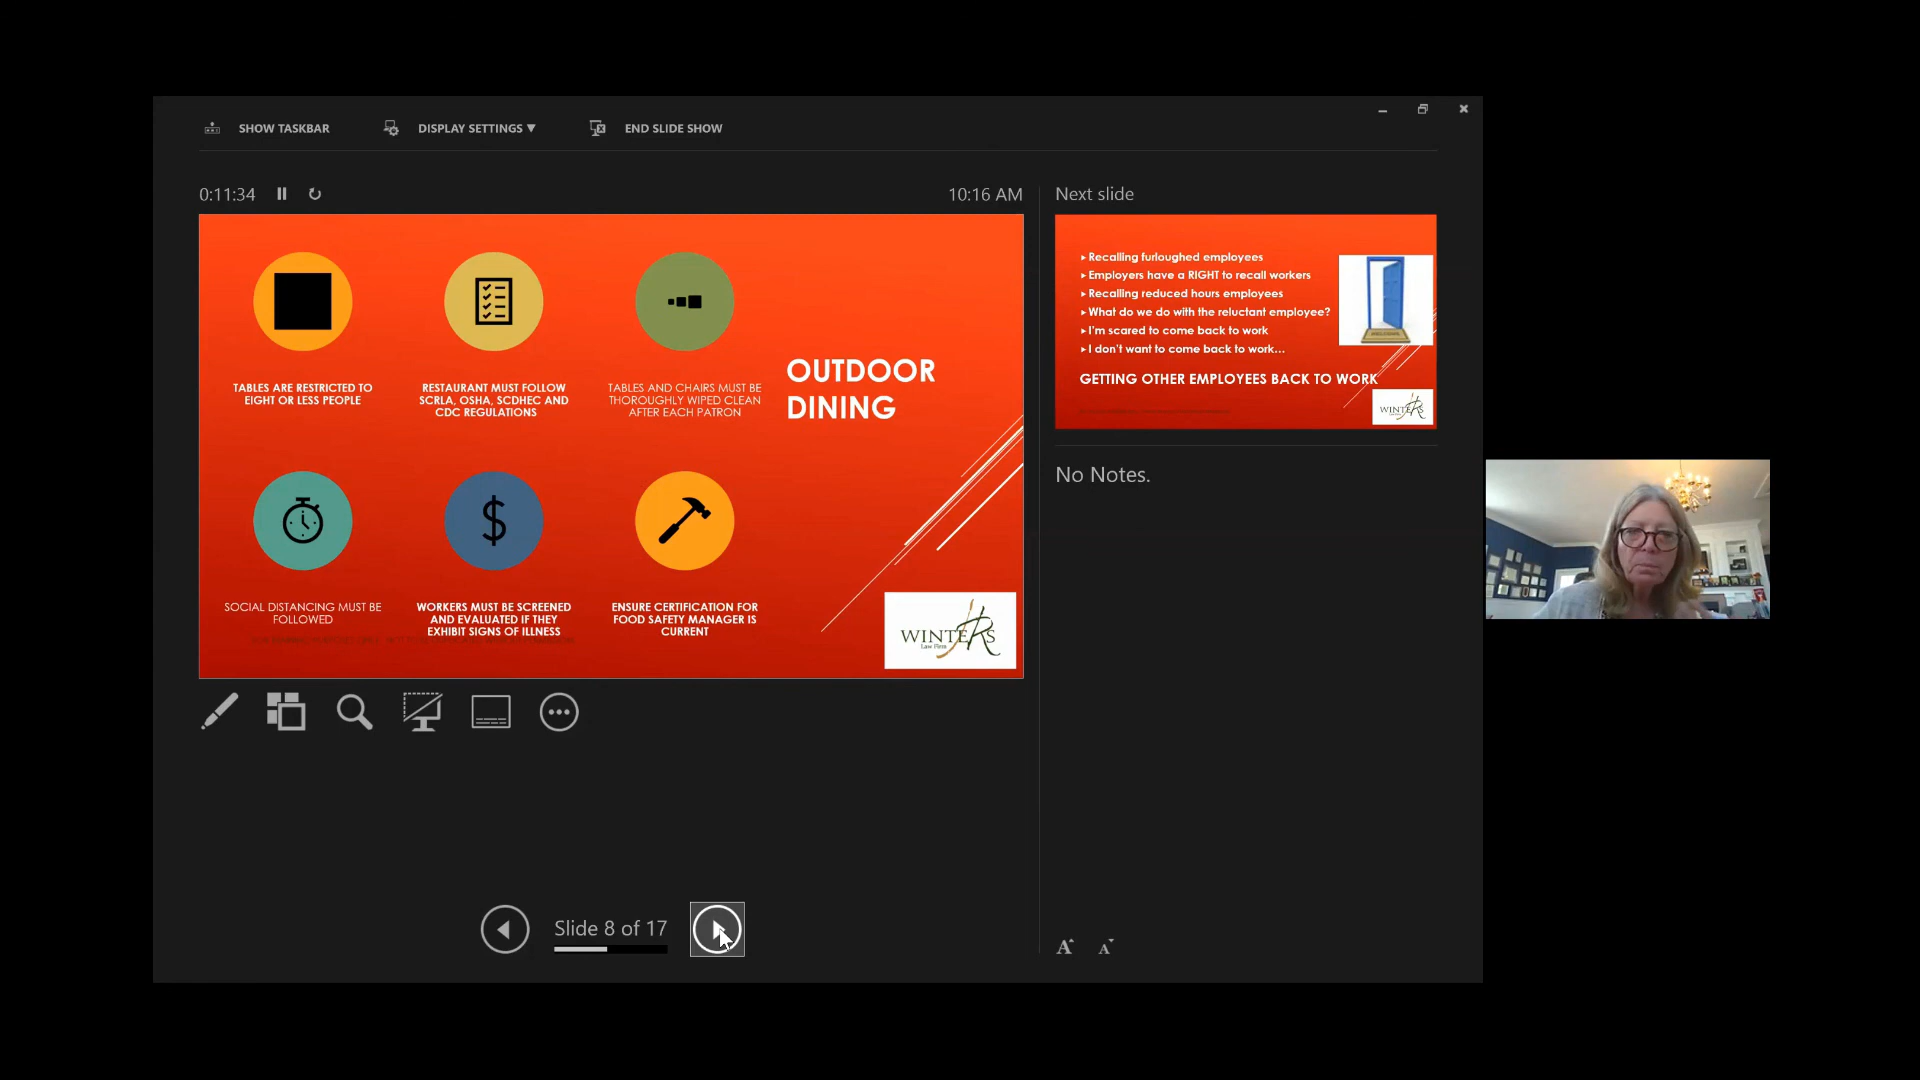 SHOW TASKBAR
DISPLAY SETTINGS ▼
END SLIDE SHOW
0:11:34
10:16 AM
TABLES ARE RESTRICTED TO
EIGHT OR LESS PEOPLE
RESTAURANT MUST FOLLOW
SCRLA, OSHA, SCDHEC AND
CDC REGULATIONS
TABLES AND CHAIRS MUST BE
THOROUGHLY WIPED CLEAN
AFTER EACH PATRON
OUTDOOR
DINING
SOCIAL DISTANCING MUST BE
FOLLOWED
WORKERS MUST BE SCREENED
AND EVALUATED IF THEY
EXHIBIT SIGNS OF ILLNESS
ENSURE CERTIFICATION FOR
FOOD SAFETY MANAGER IS
CURRENT
WINTERS
Law Firm
Next slide
▸Recalling furloughed employees
▸Employers have a RIGHT to recall workers
▸Recalling reduced hours employees
▸What do we do with the reluctant employee?
▸I'm scared to come back to work
▸I don't want to come back to work...
GETTING OTHER EMPLOYEES BACK TO WORK
WINTERS
No Notes.
Slide 8 of 17
A A